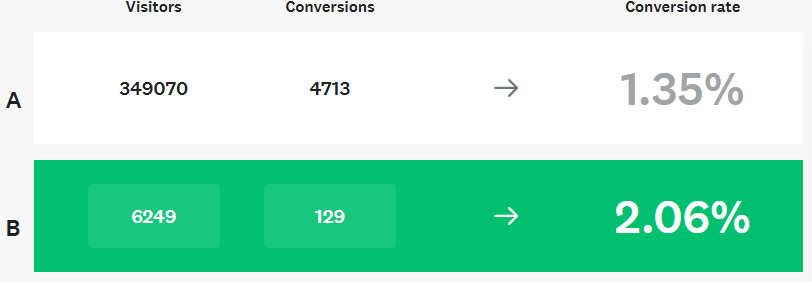 Visitors Conversions Conversion rate
A 349070 4713 → 1.35%
B 6249 129 → 2.06%